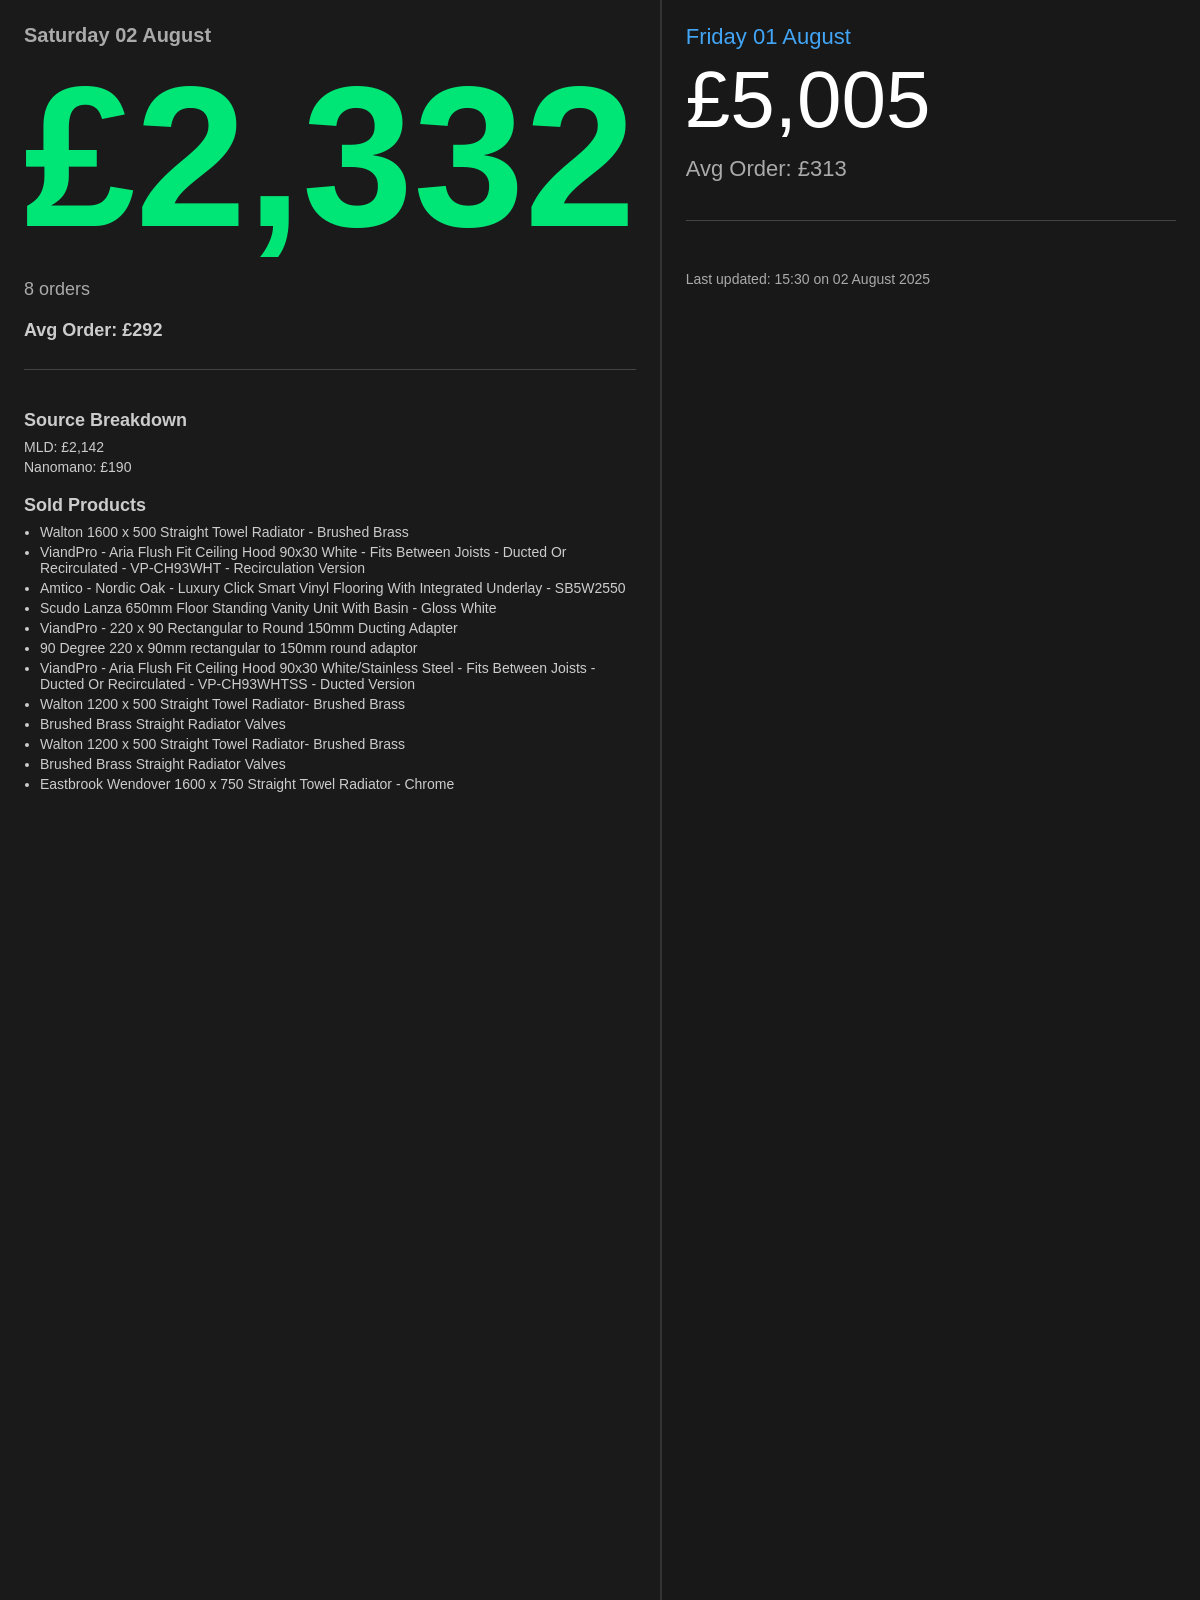 Saturday 02 August
£2,332
8 orders
Avg Order: £292
Source Breakdown
MLD: £2,142
Nanomano: £190
Sold Products
• Walton 1600 x 500 Straight Towel Radiator - Brushed Brass
• ViandPro - Aria Flush Fit Ceiling Hood 90x30 White - Fits Between Joists - Ducted Or
Recirculated - VP-CH93WHT - Recirculation Version
• Amtico - Nordic Oak - Luxury Click Smart Vinyl Flooring With Integrated Underlay - SB5W2550
• Scudo Lanza 650mm Floor Standing Vanity Unit With Basin - Gloss White
• ViandPro - 220 x 90 Rectangular to Round 150mm Ducting Adapter
• 90 Degree 220 x 90mm rectangular to 150mm round adaptor
• ViandPro - Aria Flush Fit Ceiling Hood 90x30 White/Stainless Steel - Fits Between Joists -
Ducted Or Recirculated - VP-CH93WHTSS - Ducted Version
• Walton 1200 x 500 Straight Towel Radiator- Brushed Brass
• Brushed Brass Straight Radiator Valves
• Walton 1200 x 500 Straight Towel Radiator- Brushed Brass
• Brushed Brass Straight Radiator Valves
• Eastbrook Wendover 1600 x 750 Straight Towel Radiator - Chrome
Friday 01 August
£5,005
Avg Order: £313
Last updated: 15:30 on 02 August 2025